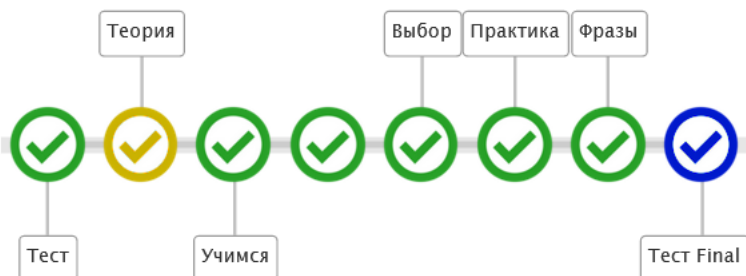 Теория
Выбор
Практика
Фразы
Тест
Учимся
Тест Final